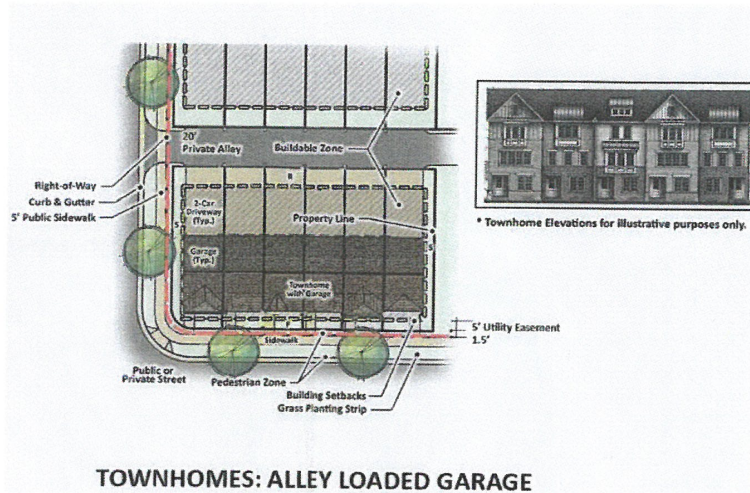 20'
Private Alley
Buildable Zone
Right-of-Way
Curb & Gutter
5' Public Sidewalk
R
2-Car
Driveway
(Typ.)
Property Line
S
S
Garage
(Typ.)
Townhome
with Garage
* Townhome Elevations for illustrative purposes only.
F
Sidewalk
5' Utility Easement
1.5'
Public or
Private Street
Pedestrian Zone
Building Setbacks
Grass Planting Strip
TOWNHOMES: ALLEY LOADED GARAGE